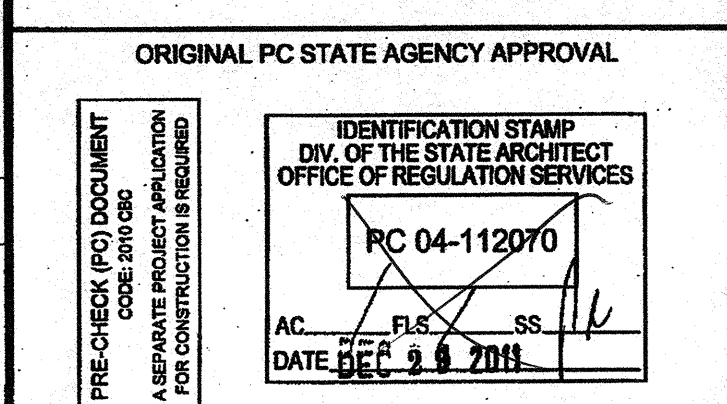 ORIGINAL PC STATE AGENCY APPROVAL
PRE-CHECK (PC) DOCUMENT
CODE: 2010 CBC
A SEPARATE PROJECT APPLICATION
FOR CONSTRUCTION IS REQUIRED
IDENTIFICATION STAMP
DIV. OF THE STATE ARCHITECT
OFFICE OF REGULATION SERVICES
PC 04-112070
AC FLS SS
DATE DEC 29 2011